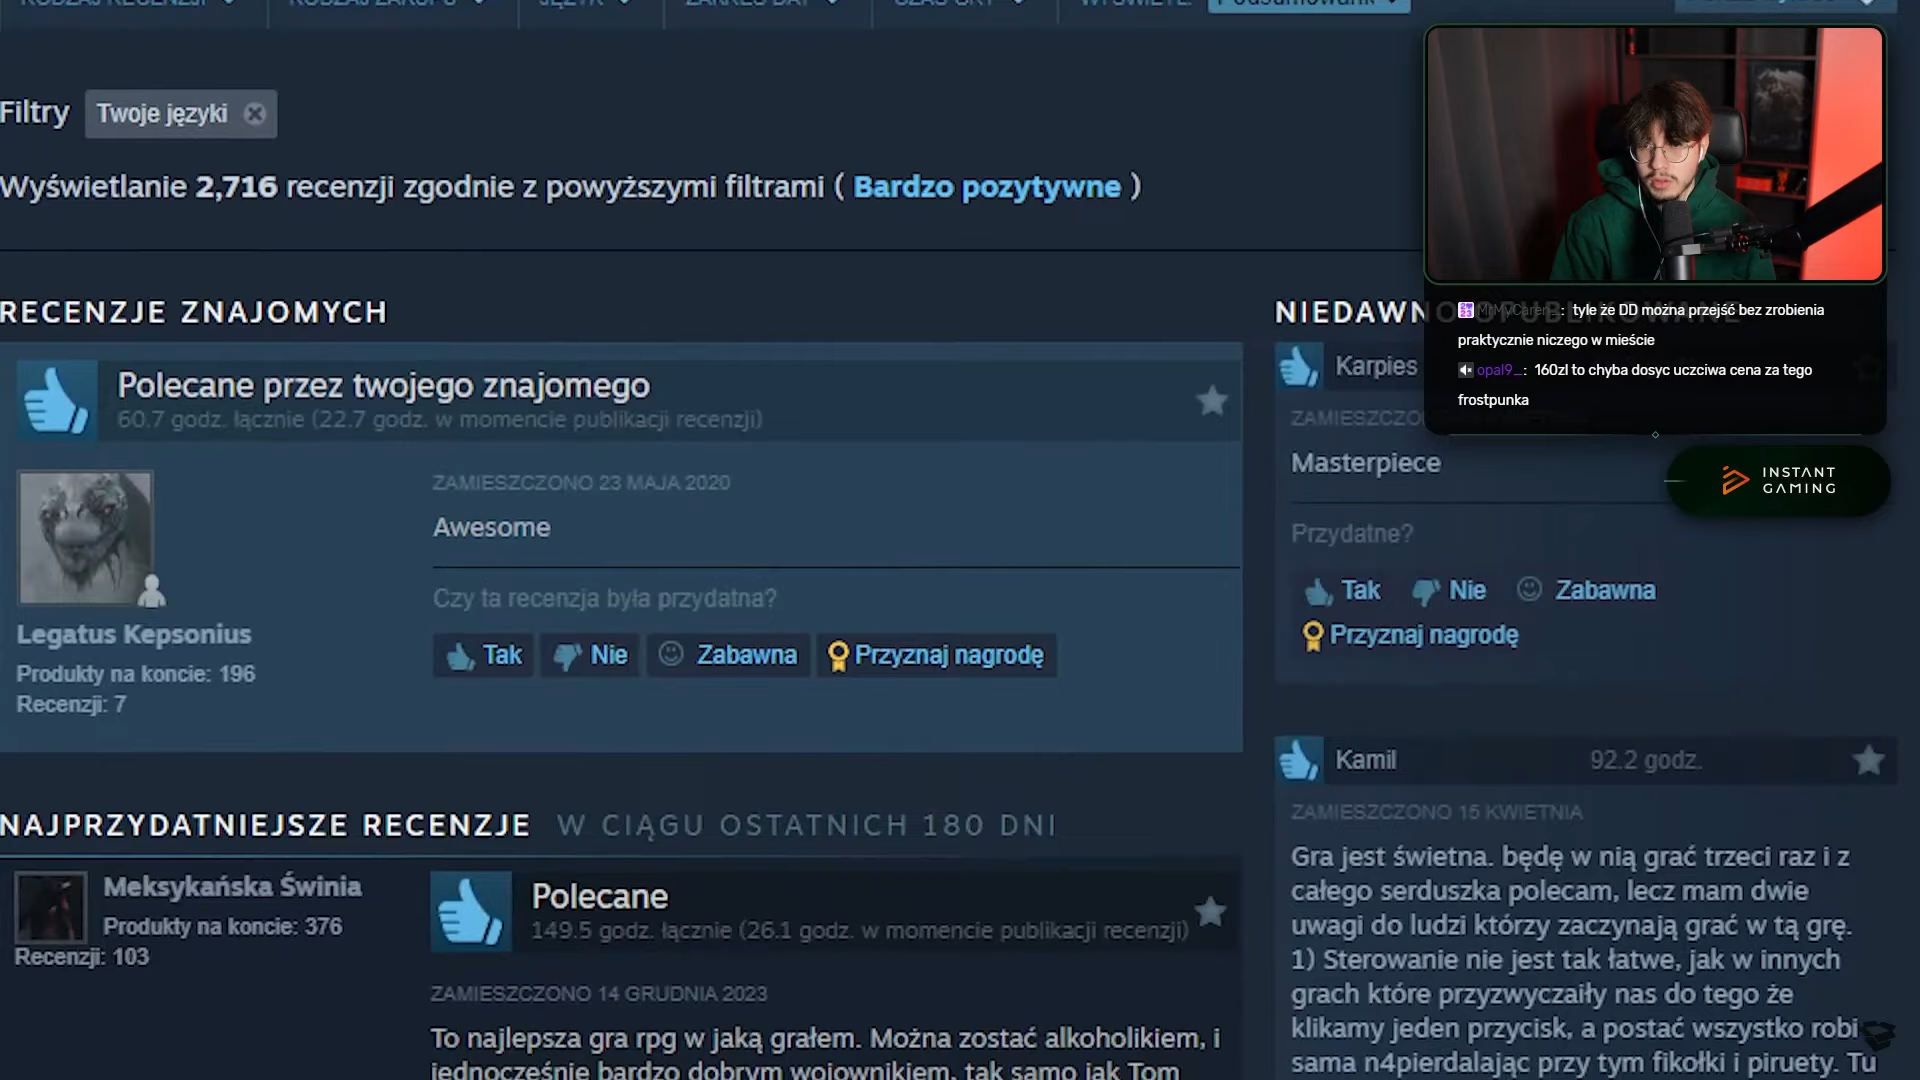 Filtry Twoje języki
Wyświetlanie 2,716 recenzji zgodnie z powyższymi filtrami ( Bardzo pozytywne )
RECENZJE ZNAJOMYCH
Polecane przez twojego znajomego
60.7 godz. łącznie (22.7 godz. w momencie publikacji recenzji)
ZAMIESZCZONO 23 MAJA 2020
Awesome
Czy ta recenzja była przydatna?
Tak Nie Zabawna Przyznaj nagrodę
Legatus Kepsonius
Produkty na koncie: 196
Recenzji: 7
NAJPRZYDATNIEJSZE RECENZJE W CIĄGU OSTATNICH 180 DNI
Meksykańska Świnia
Produkty na koncie: 376
Recenzji: 103
Polecane
149.5 godz. łącznie (26.1 godz. w momencie publikacji recenzji)
ZAMIESZCZONO 14 GRUDNIA 2023
To najlepsza gra rpg w jaką grałem. Można zostać alkoholikiem, i
jednocześnie bardzo dobrym wojownikiem, tak samo jak Tom
: tyle że DD można przejść bez zrobienia
praktycznie niczego w mieście
opal9_: 160zl to chyba dosyc uczciwa cena za tego
frostpunka
INSTANT
GAMING
NIEDAWNO OPUBLIKOWANE
Karpies
ZAMIESZCZO
Masterpiece
Przydatne?
Tak Nie Zabawna
Przyznaj nagrodę
Kamil 92.2 godz.
ZAMIESZCZONO 15 KWIETNIA
Gra jest świetna. będę w nią grać trzeci raz i z
całego serduszka polecam, lecz mam dwie
uwagi do ludzi którzy zaczynają grać w tą grę.
1) Sterowanie nie jest tak łatwe, jak w innych
grach które przyzwyczaiły nas do tego że
klikamy jeden przycisk, a postać wszystko robi
sama n4pierdalając przy tym fikołki i piruety. Tu